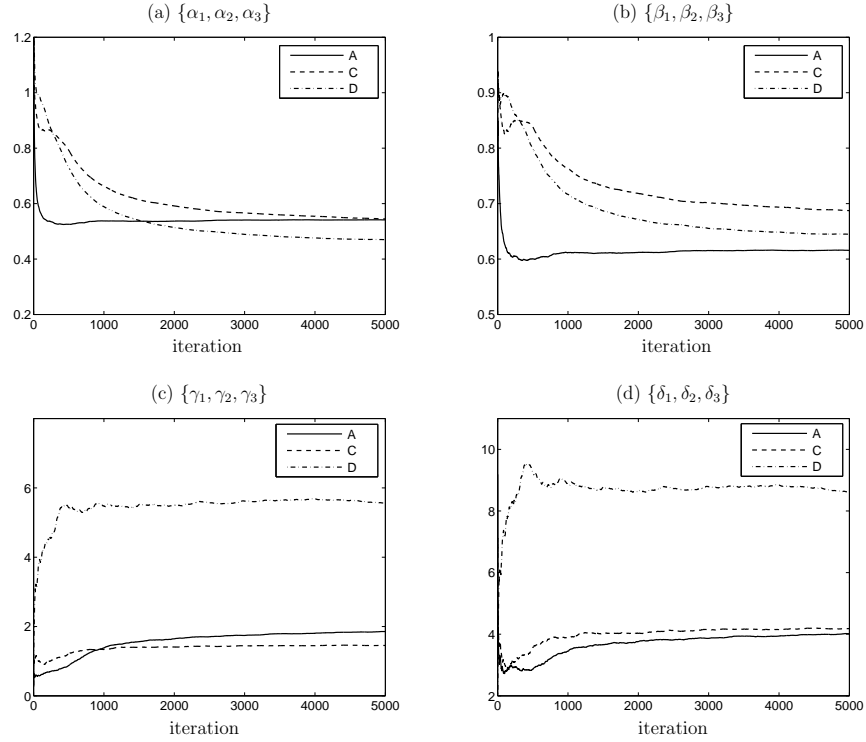 (a) {α₁, α₂, α₃}
1.2
1
0.8
0.6
0.4
0.2
0 1000 2000 3000 4000 5000
iteration
A
C
D
(b) {β₁, β₂, β₃}
1
0.9
0.8
0.7
0.6
0.5
0 1000 2000 3000 4000 5000
iteration
A
C
D
(c) {γ₁, γ₂, γ₃}
8
6
4
2
0
0 1000 2000 3000 4000 5000
iteration
A
C
D
(d) {δ₁, δ₂, δ₃}
10
8
6
4
2
0 1000 2000 3000 4000 5000
iteration
A
C
D